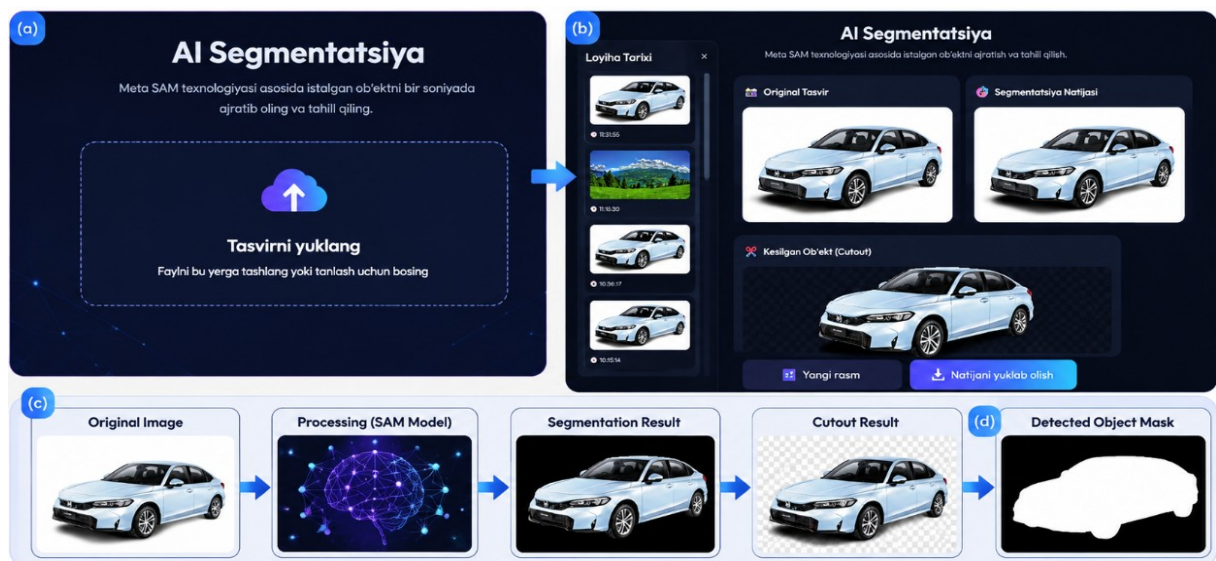 (a)
AI Segmentatsiya
Meta SAM texnologiyasi asosida istalgan ob'ektni bir soniyada
ajratib oling va tahlil qiling.
Tasvirni yuklang
Faylni bu yerga tashlang yoki tanlash uchun bosing
(b)
Loyiha Tarixi ×
11:31:55
11:16:30
10:36:17
10:15:14
AI Segmentatsiya
Meta SAM texnologiyasi asosida istalgan ob'ektni ajratish va tahlil qilish.
Original Tasvir
Segmentatsiya Natijasi
Kesilgan Ob'ekt (Cutout)
Yangi rasm
Natijani yuklab olish
(c)
Original Image
Processing (SAM Model)
Segmentation Result
Cutout Result
(d)
Detected Object Mask